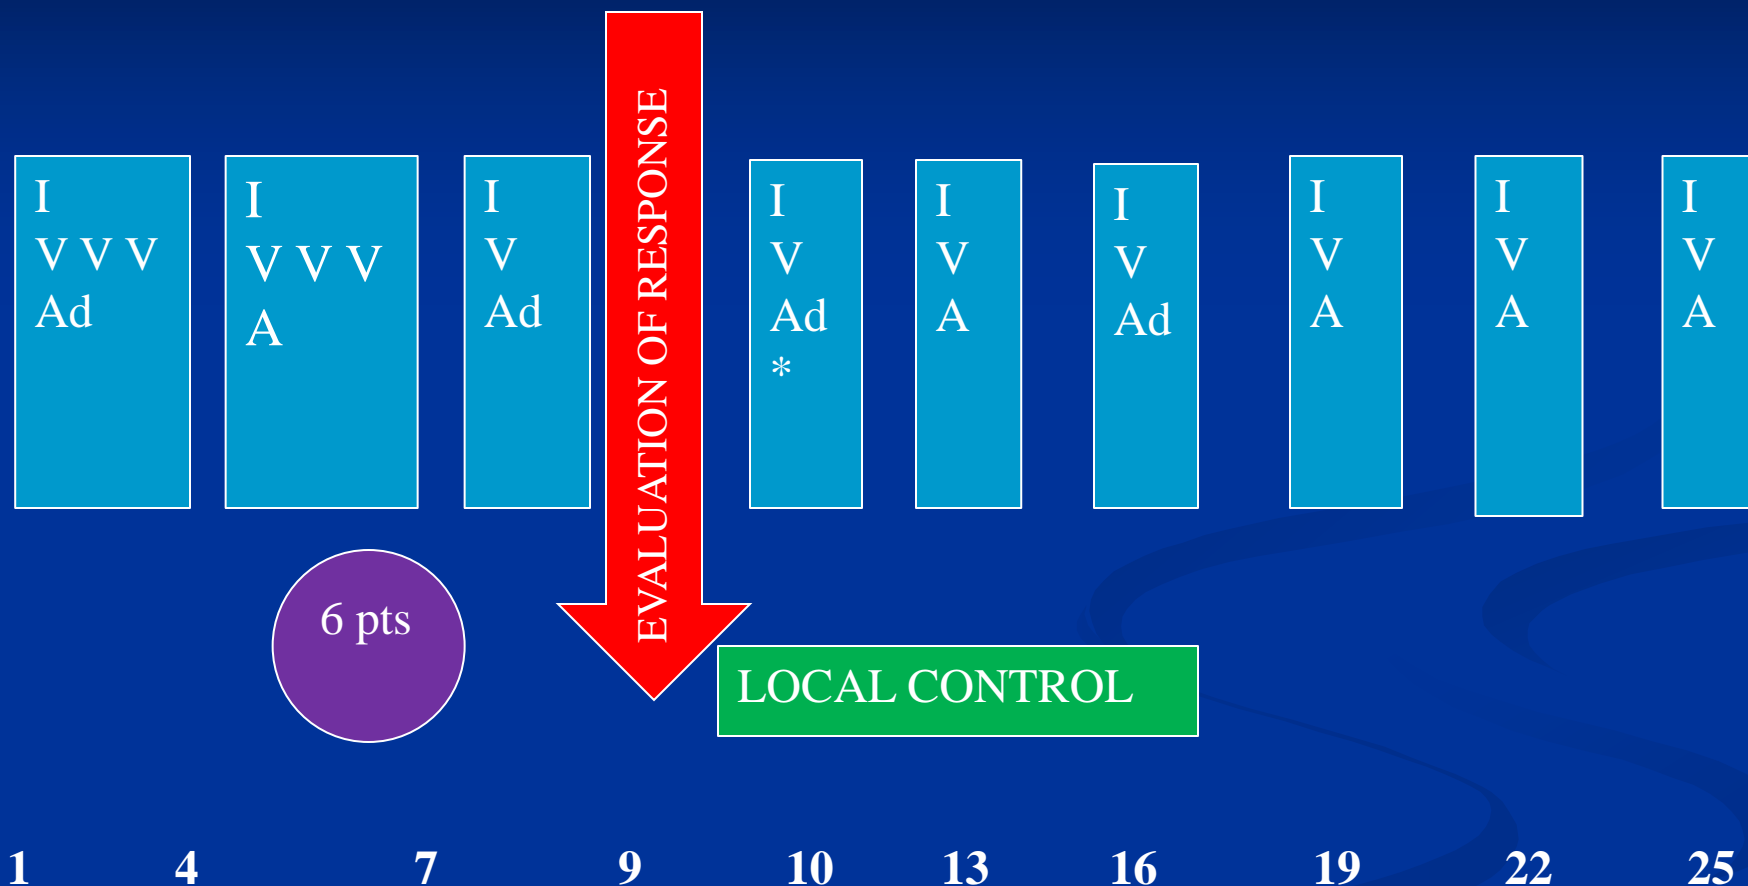 I
V V V
Ad
I
V V V
A
I
V
Ad
EVALUATION OF RESPONSE
I
V
Ad
*
I
V
A
I
V
Ad
I
V
A
I
V
A
I
V
A
6 pts
LOCAL CONTROL
1 4 7 9 10 13 16 19 22 25